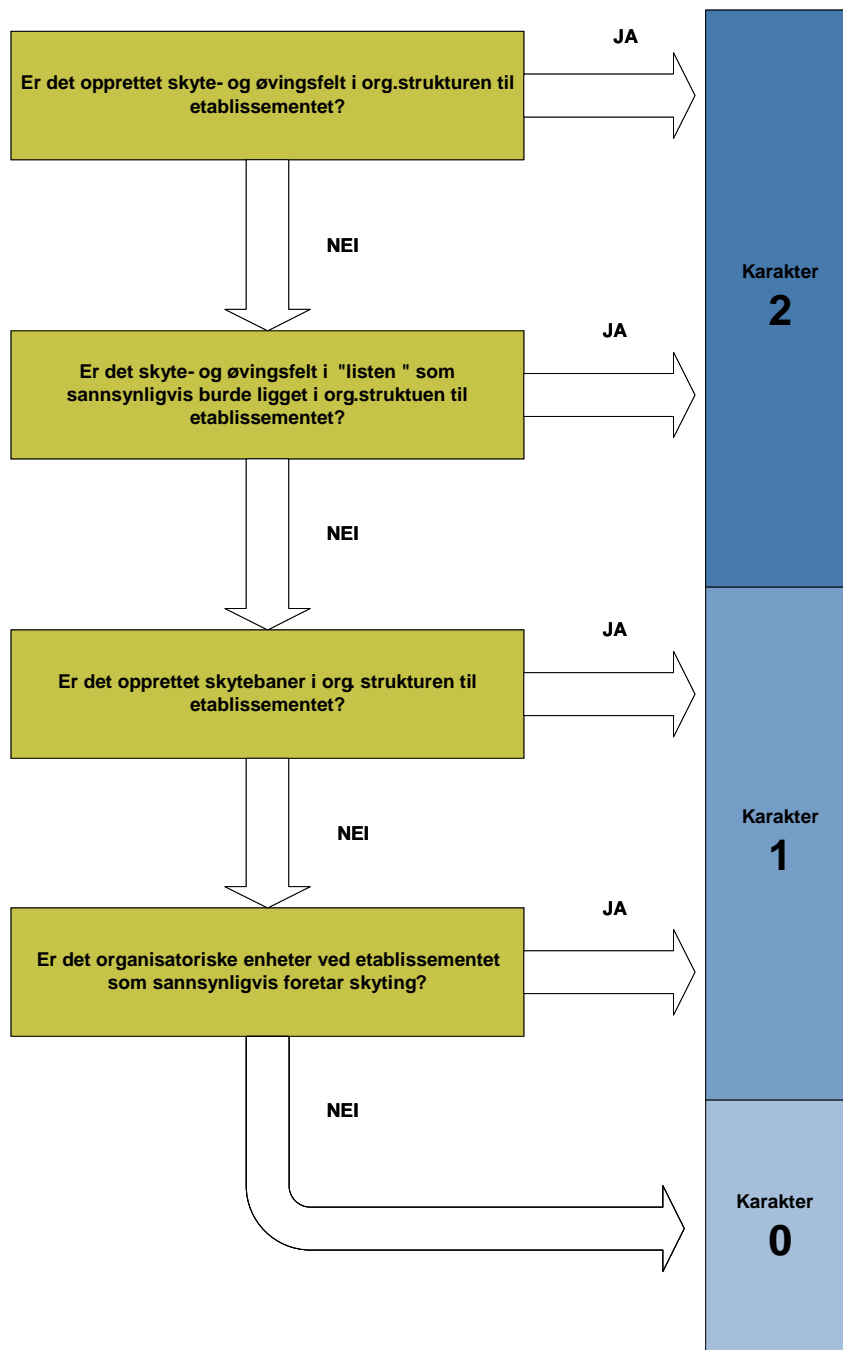 JA
Er det opprettet skyte- og øvingsfelt i org.strukturen til
etablissementet?
NEI
Karakter
2
JA
Er det skyte- og øvingsfelt i "listen " som
sannsynligvis burde ligget i org.struktuen til
etablissementet?
NEI
JA
Er det opprettet skytebaner i org. strukturen til
etablissementet?
NEI
Karakter
1
JA
Er det organisatoriske enheter ved etablissementet
som sannsynligvis foretar skyting?
NEI
Karakter
0